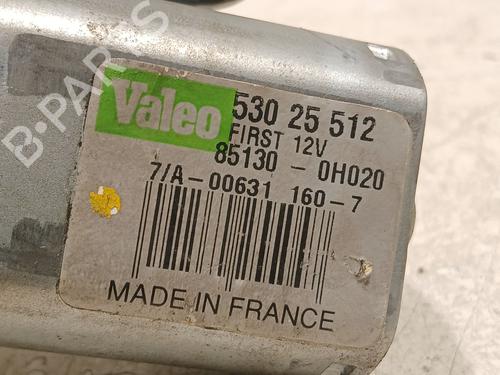 Valeo 530 25 512
FIRST 12V
85130 - 0H020
7/A-00631 160-7
MADE IN FRANCE
B-PARTS